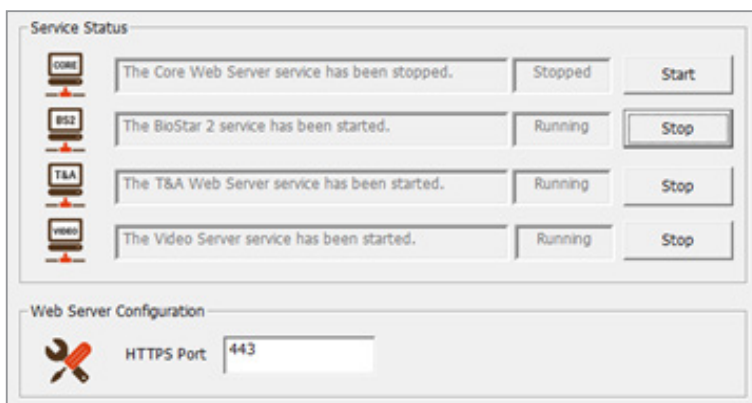 Service Status
CORE The Core Web Server service has been stopped. Stopped Start
BS2 The BioStar 2 service has been started. Running Stop
T&A The T&A Web Server service has been started. Running Stop
VIDEO The Video Server service has been started. Running Stop
Web Server Configuration
HTTPS Port 443